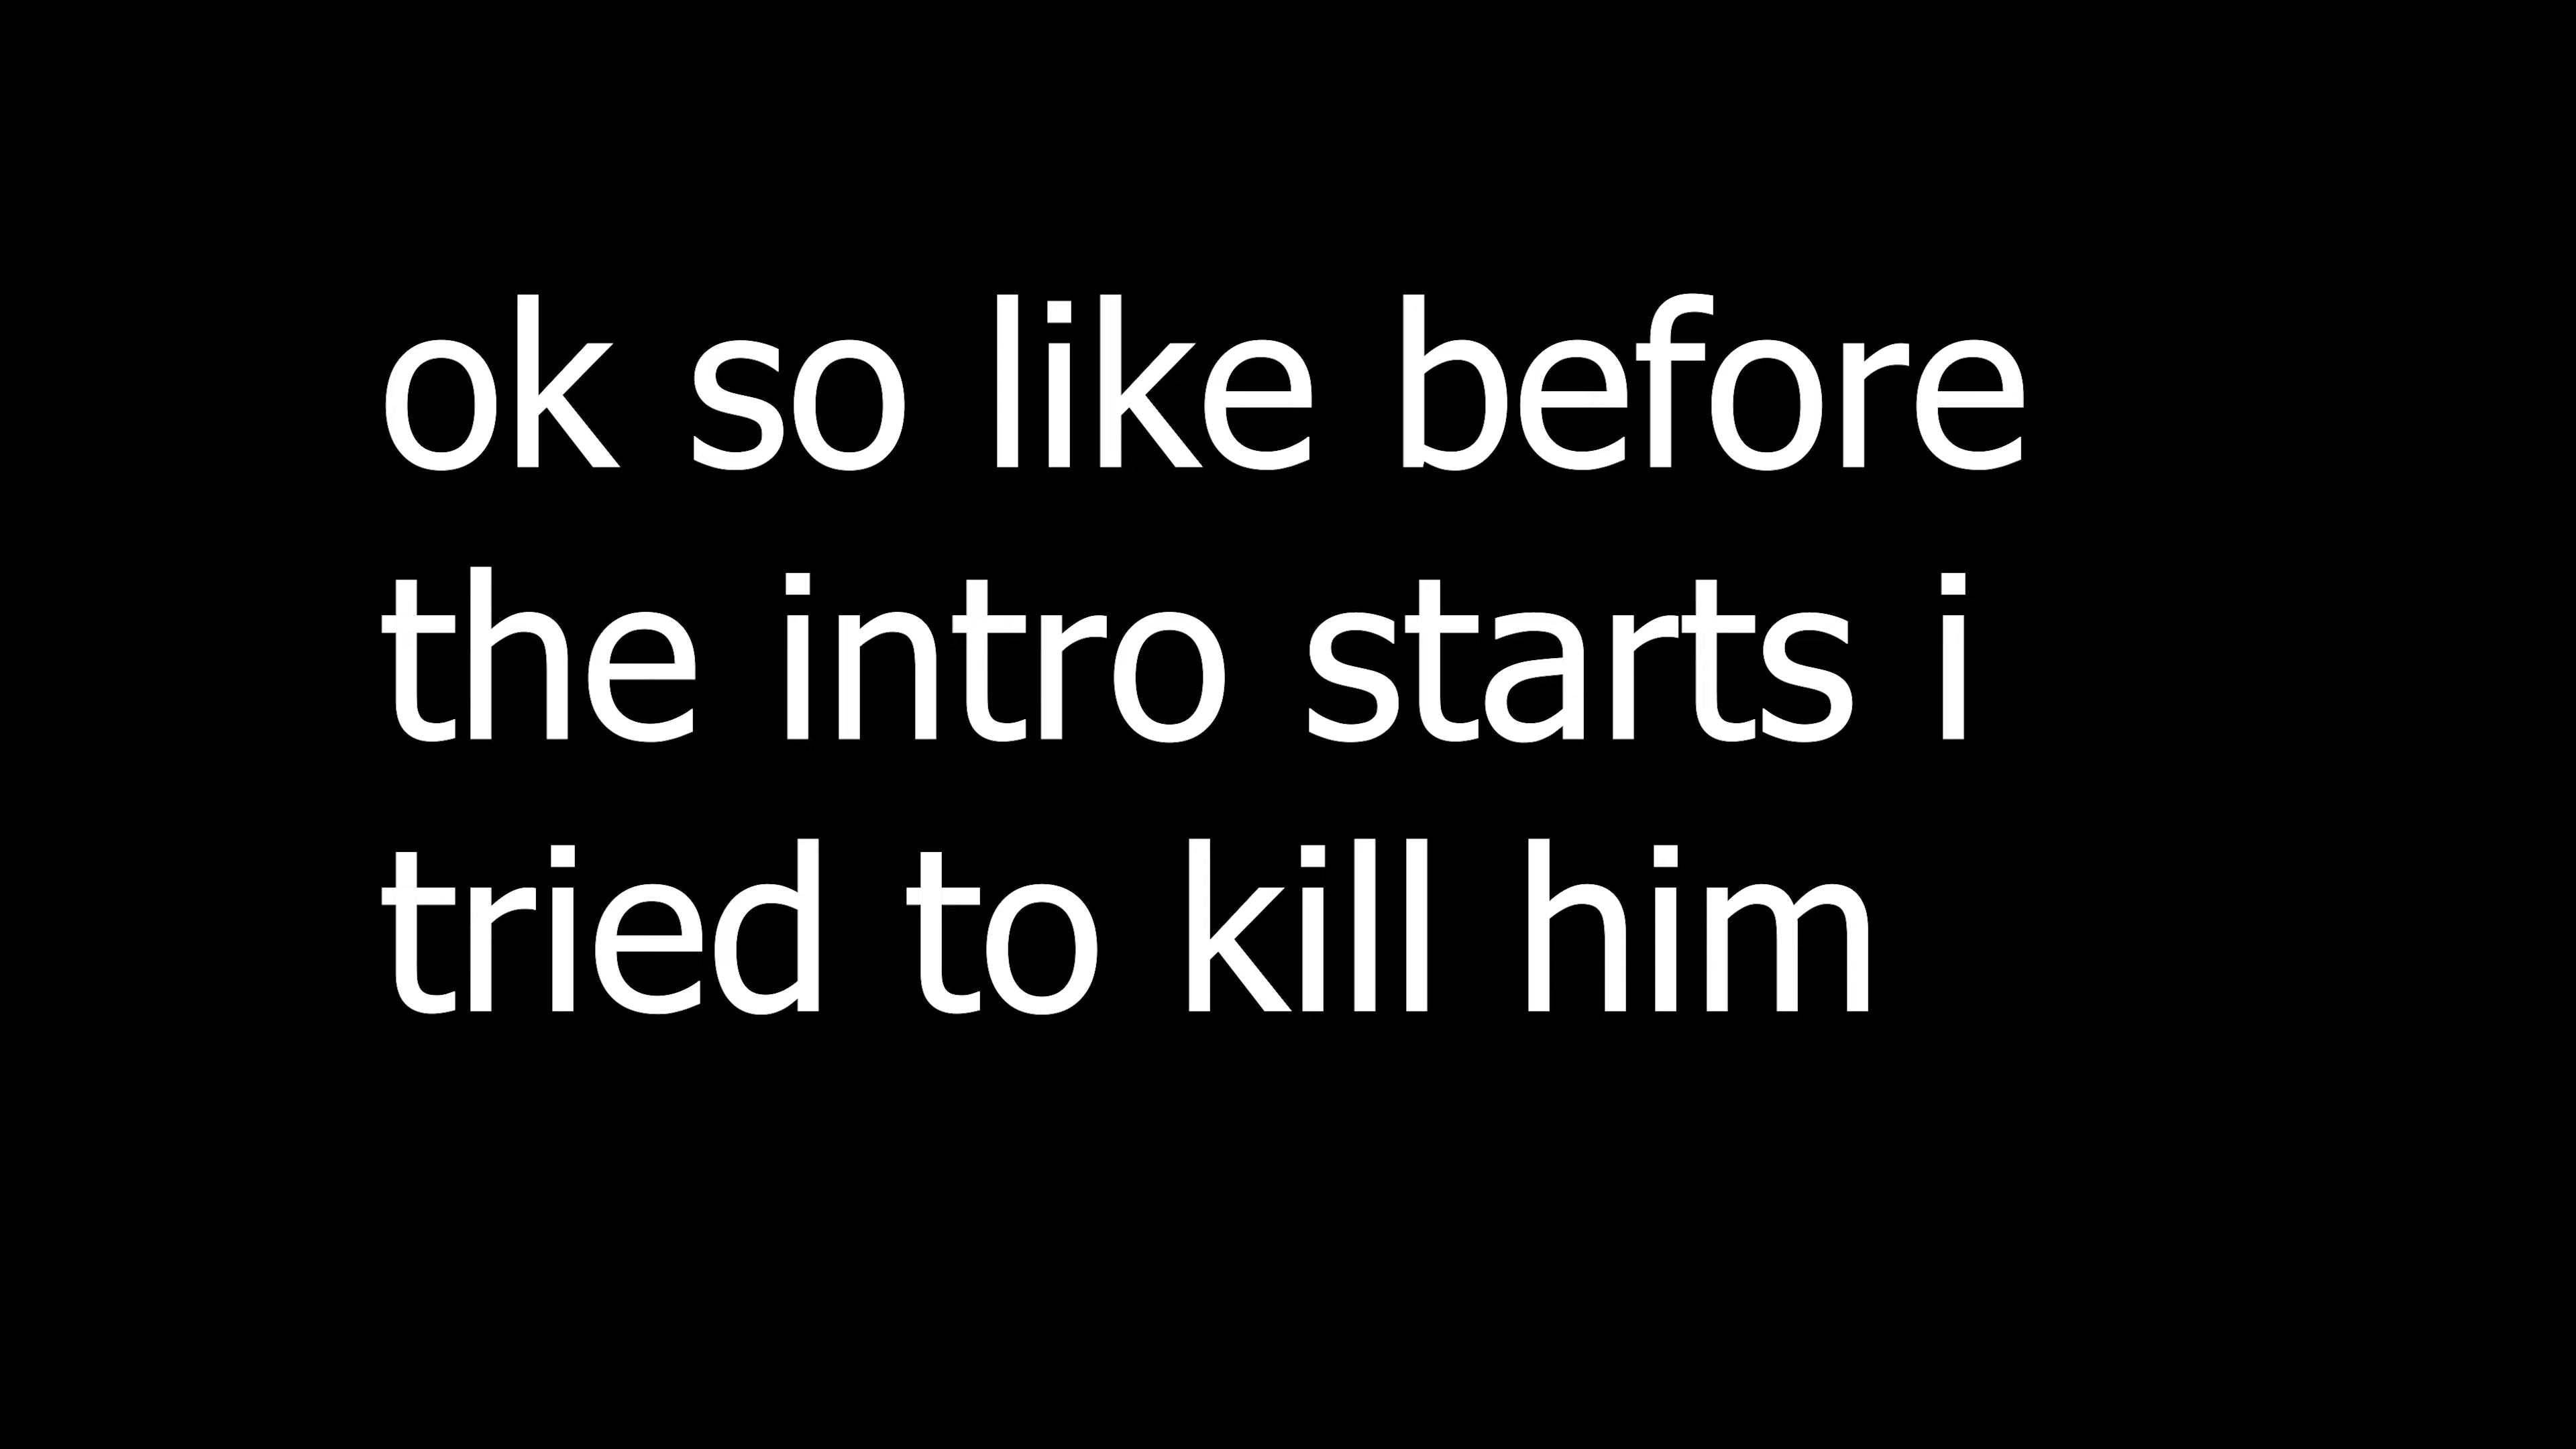 ok so like before
the intro starts i
tried to kill him